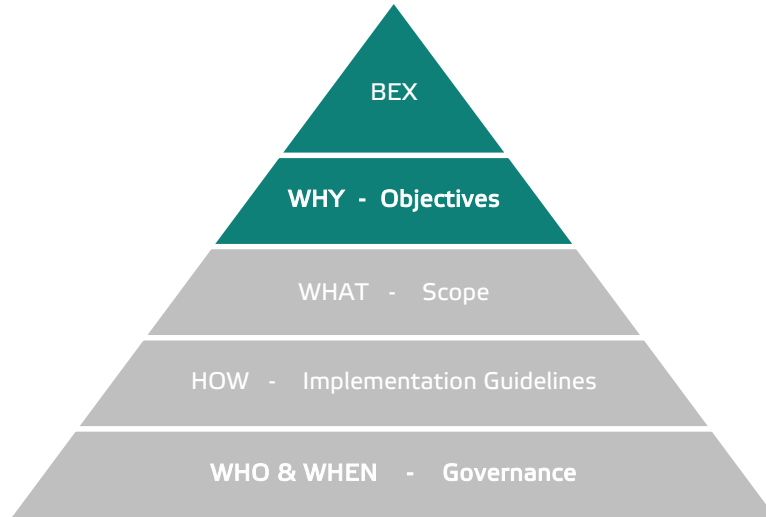 BEX
WHY - Objectives
WHAT - Scope
HOW - Implementation Guidelines
WHO & WHEN - Governance